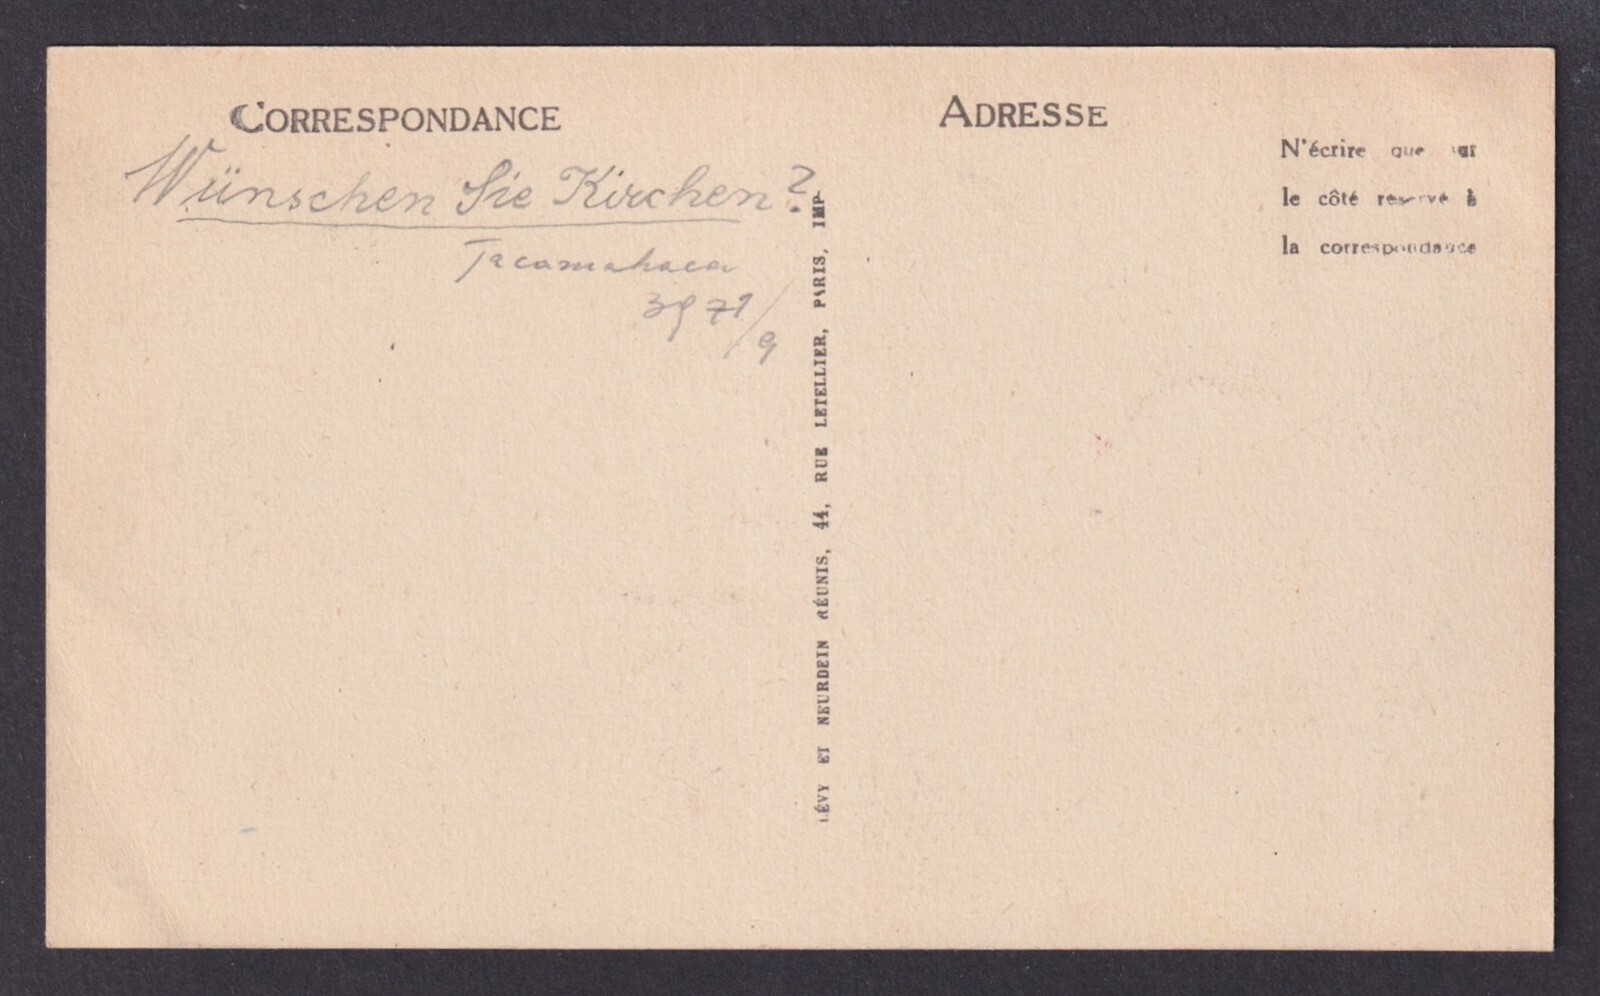 CORRESPONDANCE
Wünschen Sie Kirchen?
Tacamahaca
3971/9
LÉVY ET NEURDEIN RÉUNIS, 44, RUE LETELLIER, PARIS, IMP.
ADRESSE
N'écrire que sur
le côté reservé à
la correspondance